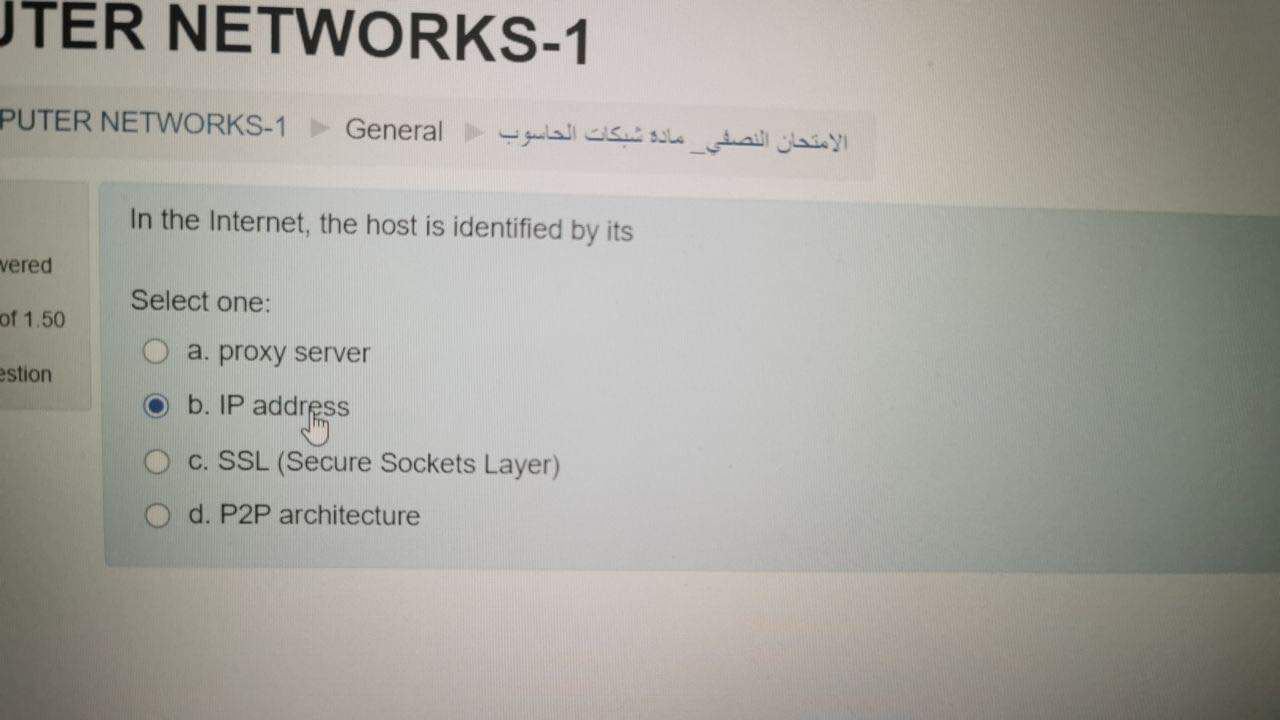 UTER NETWORKS-1
PUTER NETWORKS-1 General الامتحان النصفي_ ماده شبكات الحاسوب
In the Internet, the host is identified by its
vered
Select one:
of 1.50
a. proxy server
estion
b. IP address
c. SSL (Secure Sockets Layer)
d. P2P architecture